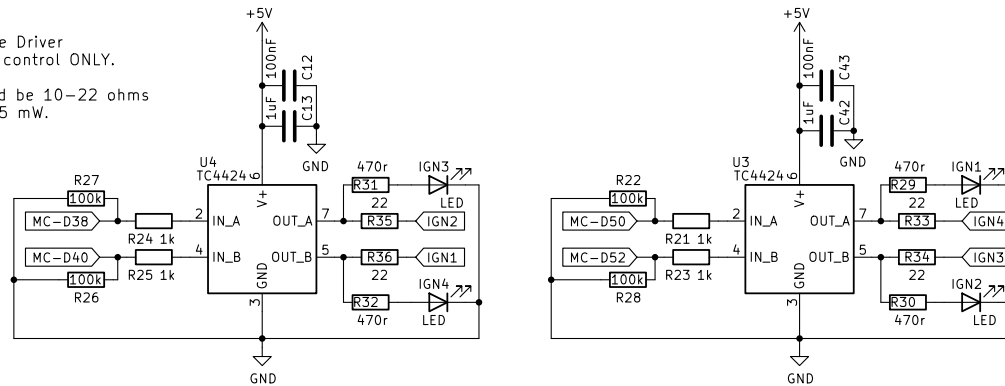 e Driver
control ONLY.
d be 10–22 ohms
5 mW.
+5V
100nF
C12
1uF
C13
GND
U4
TC4424
6
V+
R27
100k
MC-D38
R24 1k
2
IN_A
OUT_A
7
470r
R31
IGN3
LED
22
R35
IGN2
MC-D40
R25 1k
4
IN_B
OUT_B
5
R36
22
IGN1
100k
R26
GND
3
R32
470r
IGN4
LED
GND
+5V
100nF
C43
1uF
C42
GND
U3
TC4424
6
V+
R22
100k
MC-D50
R21 1k
2
IN_A
OUT_A
7
470r
R29
IGN1
LED
22
R33
IGN4
MC-D52
R23 1k
4
IN_B
OUT_B
5
R34
22
IGN3
100k
R28
GND
3
R30
470r
IGN2
LED
GND